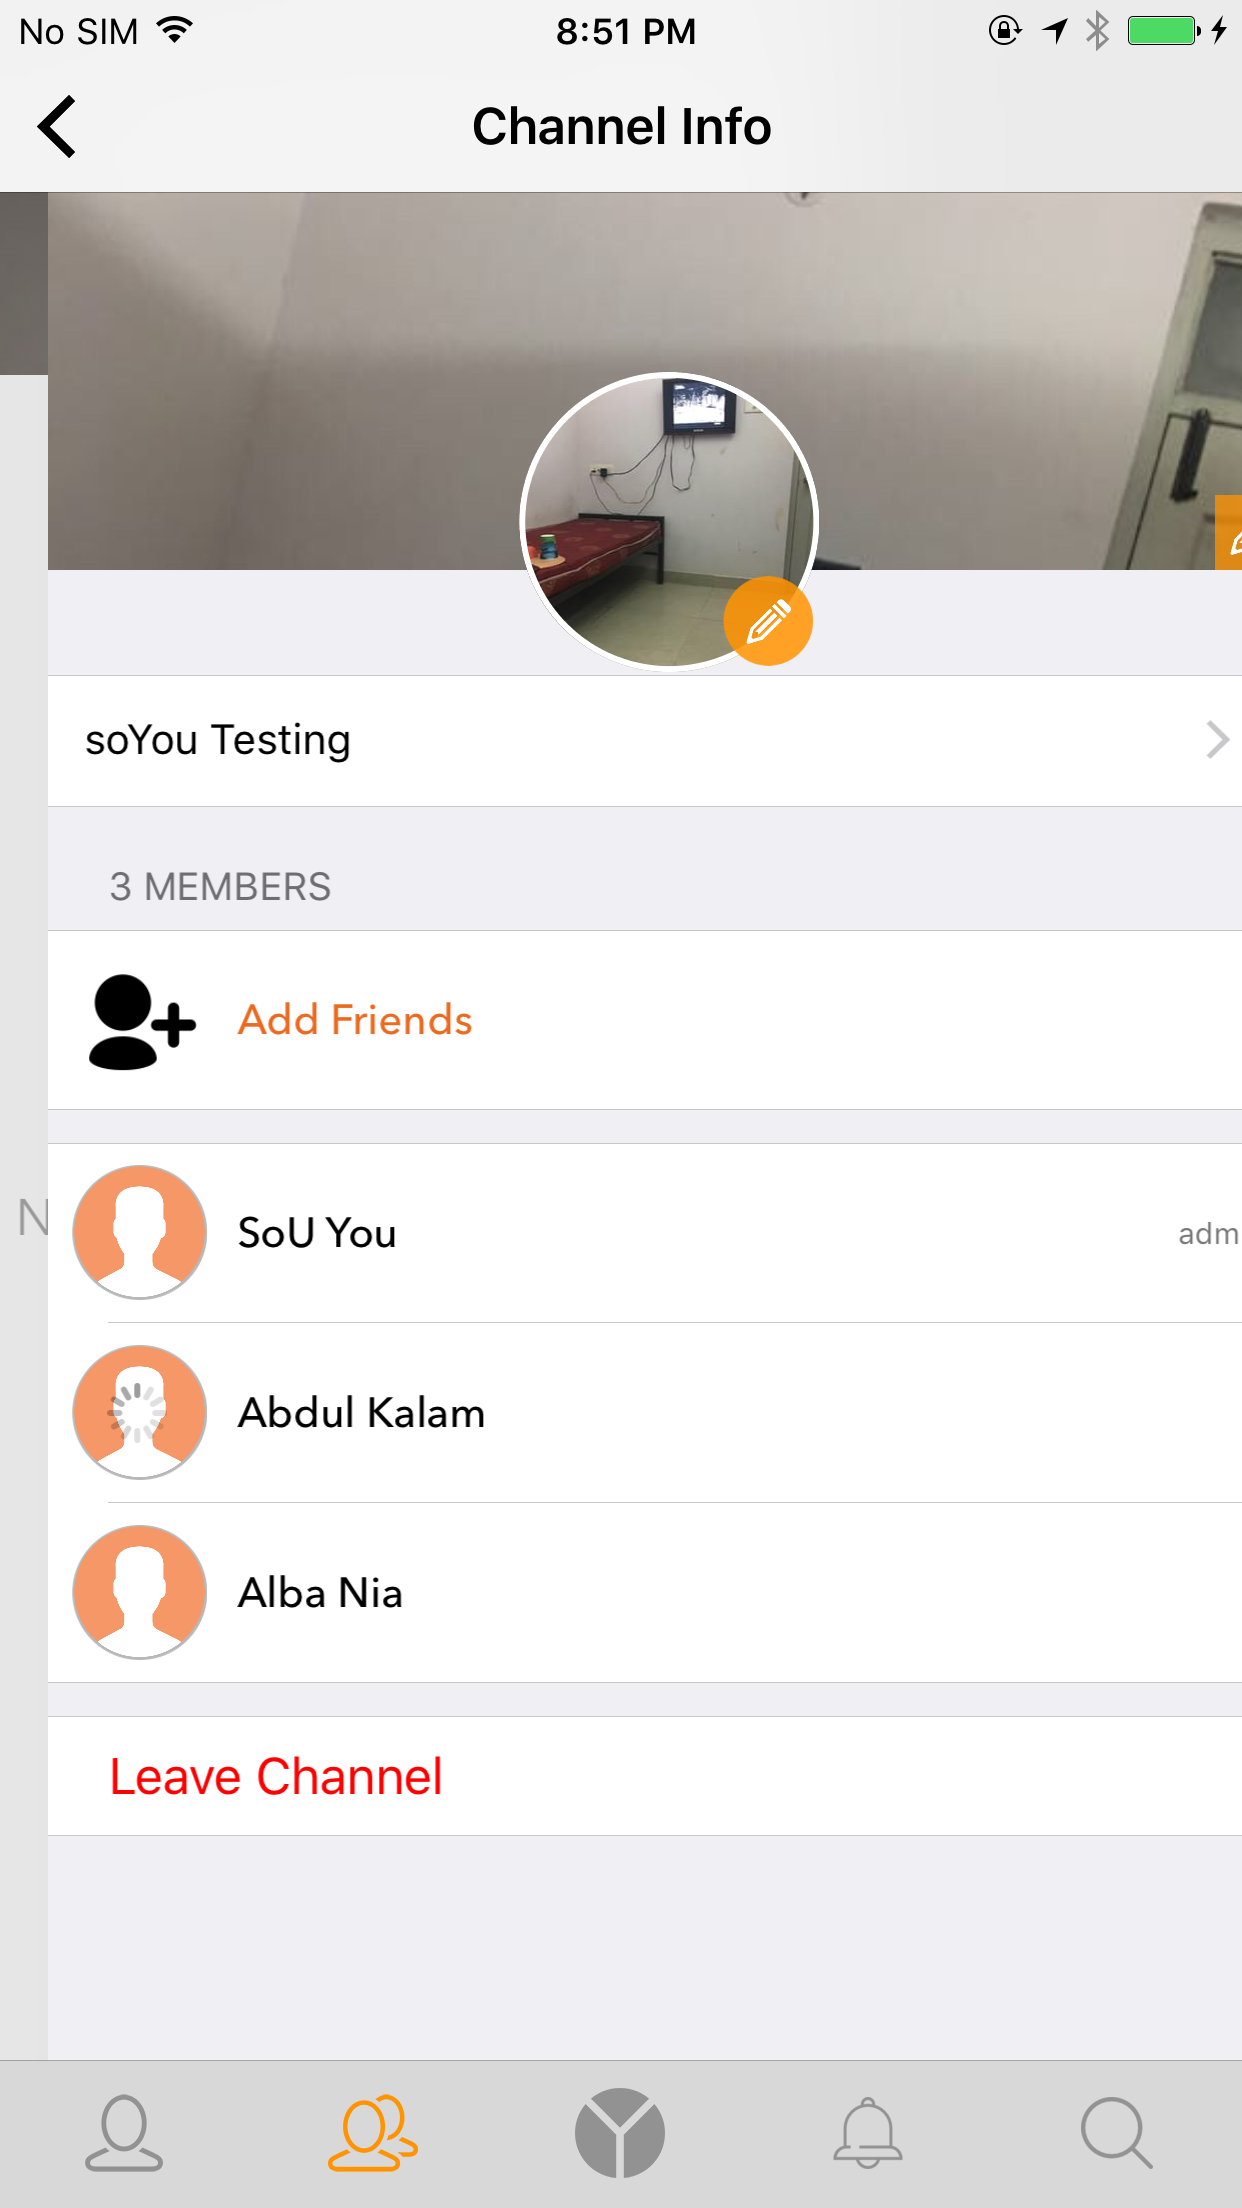 No SIM 8:51 PM
Channel Info
soYou Testing
3 MEMBERS
Add Friends
N
SoU You adm
Abdul Kalam
Alba Nia
Leave Channel